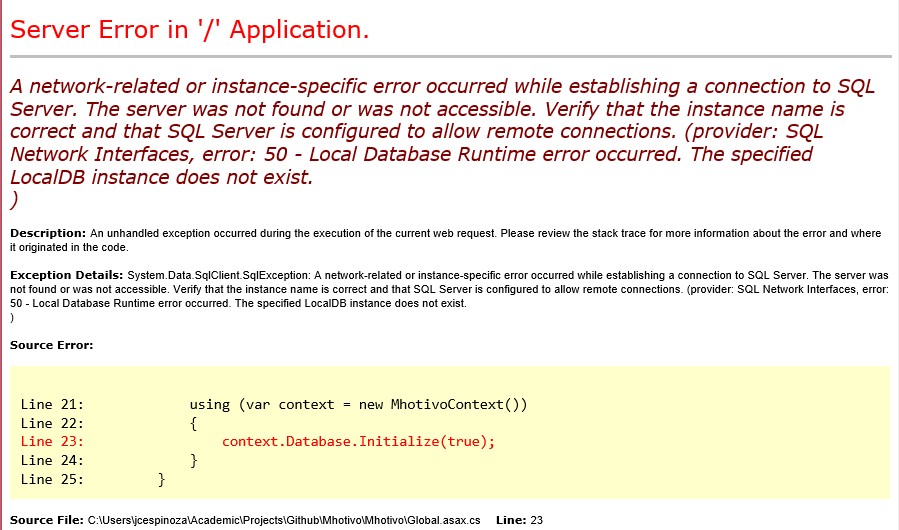 Server Error in '/' Application.
A network-related or instance-specific error occurred while establishing a connection to SQL
Server. The server was not found or was not accessible. Verify that the instance name is
correct and that SQL Server is configured to allow remote connections. (provider: SQL
Network Interfaces, error: 50 - Local Database Runtime error occurred. The specified
LocalDB instance does not exist.
)
Description: An unhandled exception occurred during the execution of the current web request. Please review the stack trace for more information about the error and where
it originated in the code.
Exception Details: System.Data.SqlClient.SqlException: A network-related or instance-specific error occurred while establishing a connection to SQL Server. The server was
not found or was not accessible. Verify that the instance name is correct and that SQL Server is configured to allow remote connections. (provider: SQL Network Interfaces, error:
50 - Local Database Runtime error occurred. The specified LocalDB instance does not exist.
)
Source Error:
Line 21:             using (var context = new MhotivoContext())
Line 22:             {
Line 23:                 context.Database.Initialize(true);
Line 24:             }
Line 25:         }
Source File: C:\Users\jcespinoza\Academic\Projects\Github\Mhotivo\Mhotivo\Global.asax.cs    Line: 23